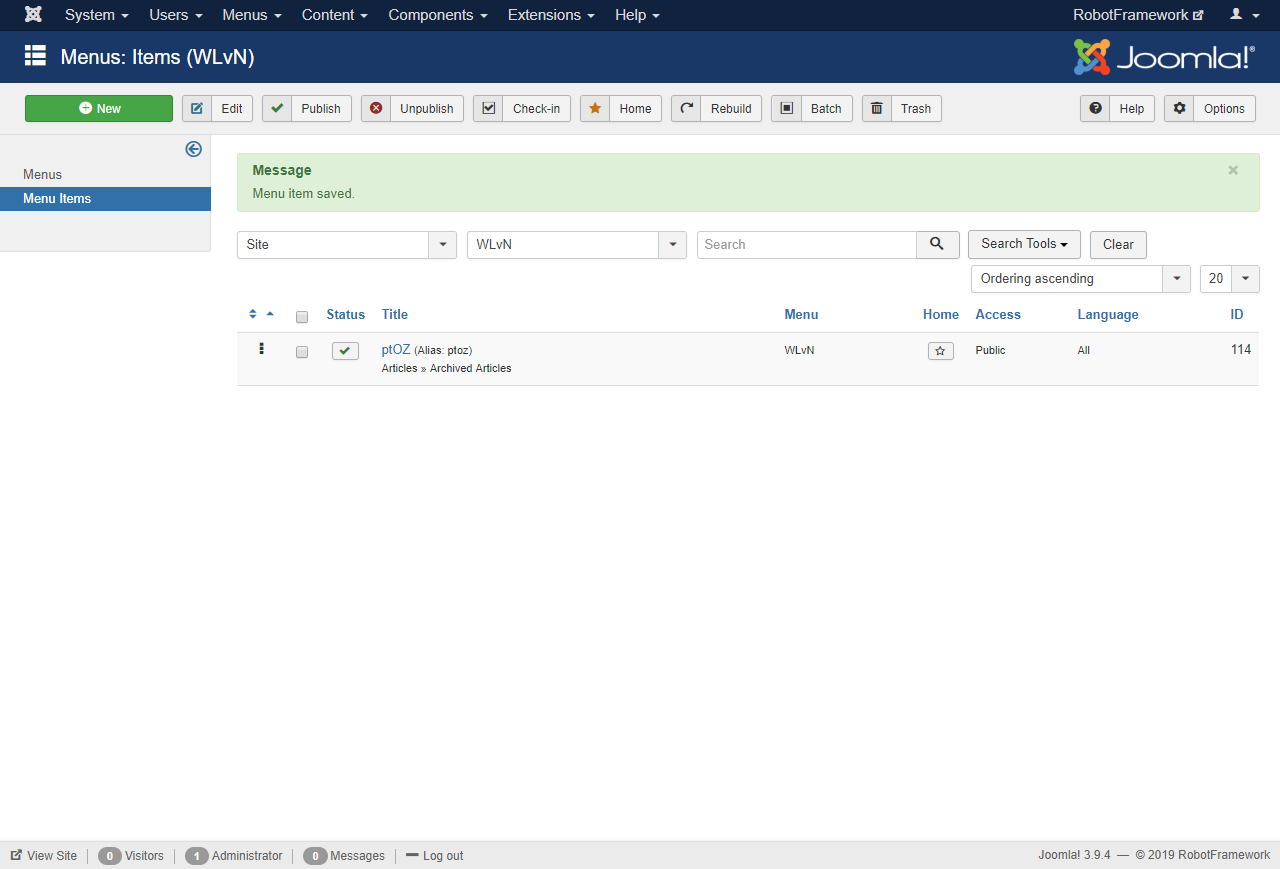 System Users Menus Content Components Extensions Help RobotFramework
Menus: Items (WLvN) Joomla!®
New Edit Publish Unpublish Check-in Home Rebuild Batch Trash Help Options
Menus
Menu Items
Message ×
Menu item saved.
Site WLvN Search Search Tools Clear
Ordering ascending 20
Status Title Menu Home Access Language ID
ptOZ (Alias: ptoz) WLvN Public All 114
Articles » Archived Articles
View Site 0 Visitors 1 Administrator 0 Messages Log out Joomla! 3.9.4 — © 2019 RobotFramework